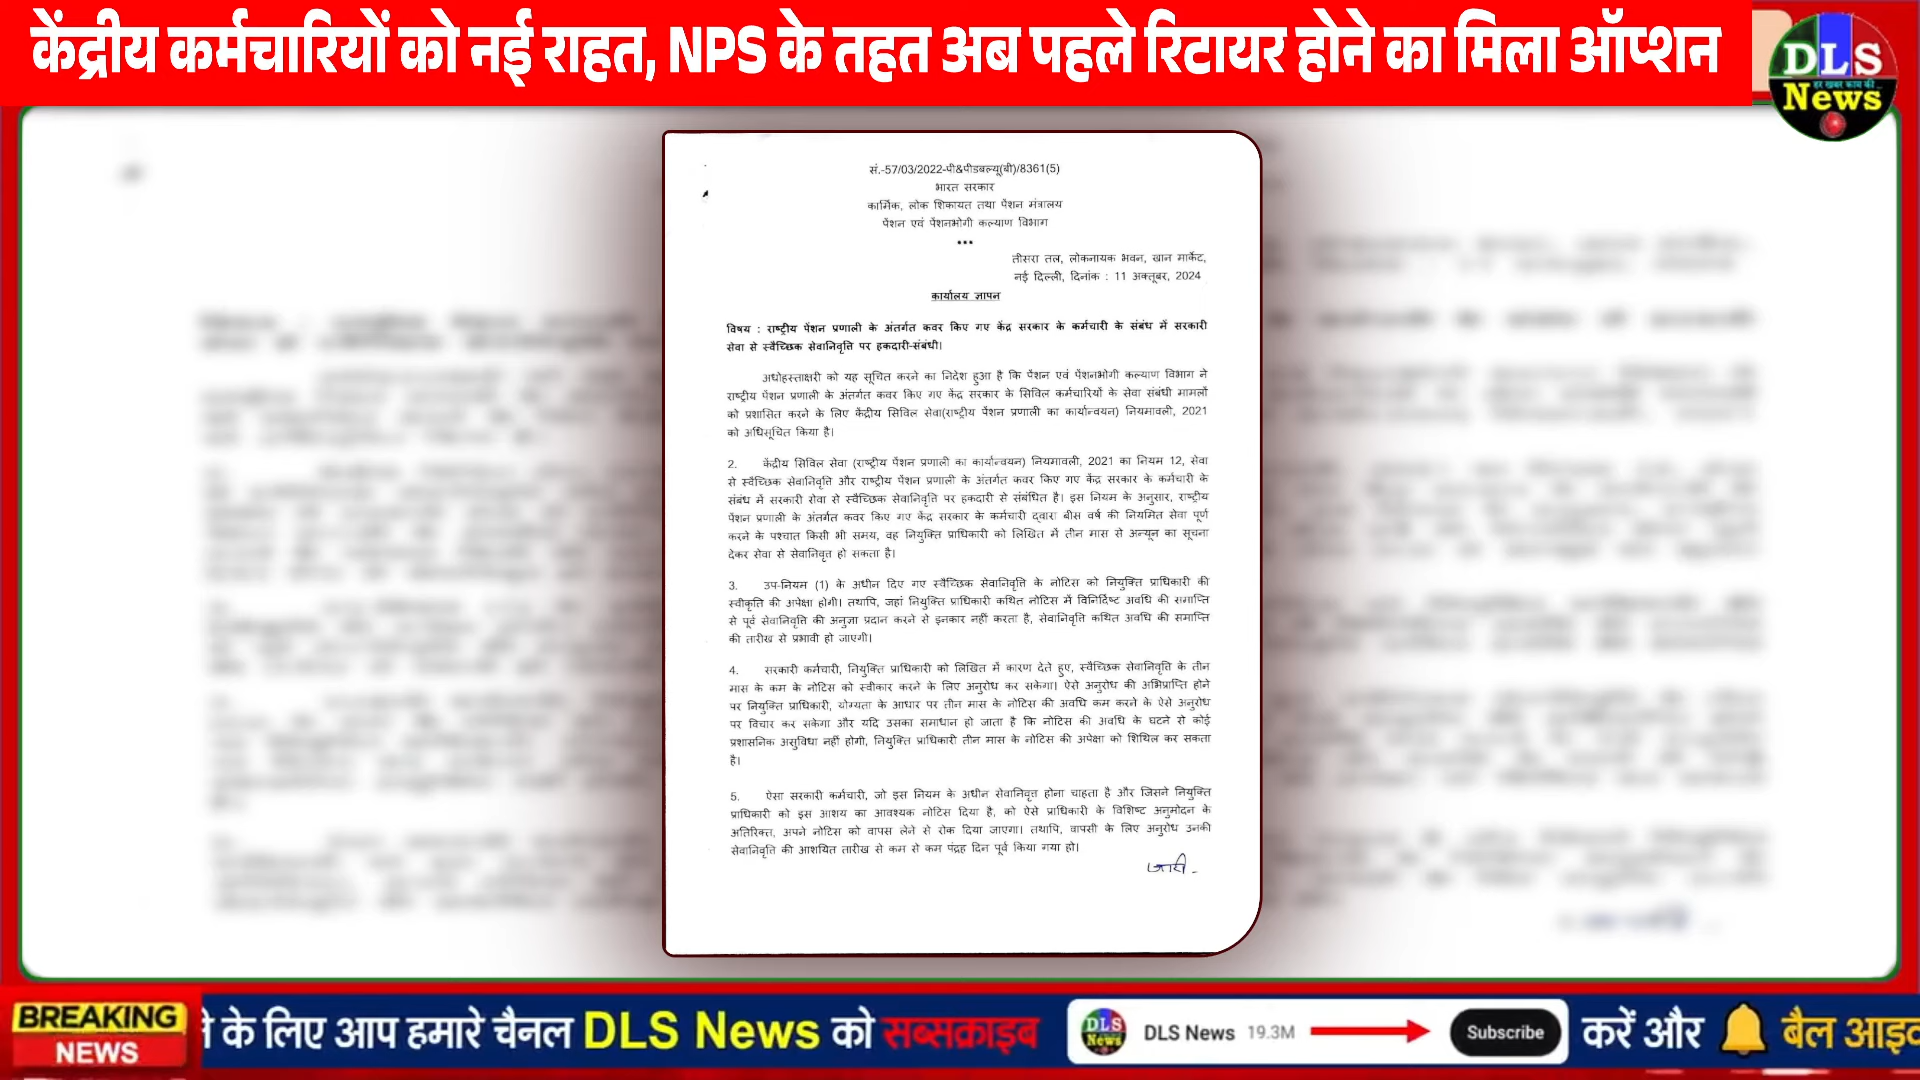 केंद्रीय कर्मचारियों को नई राहत, NPS के तहत अब पहले रिटायर होने का मिला ऑप्शन
DLS
हर खबर काम की
News
सं.-57/03/2022-पी&पीडबल्यू(बी)/8361(5)
भारत सरकार
कार्मिक, लोक शिकायत तथा पेंशन मंत्रालय
पेंशन एवं पेंशनभोगी कल्याण विभाग
***
तीसरा तल, लोकनायक भवन, खान मार्केट,
नई दिल्ली, दिनांक : 11 अक्तूबर, 2024
कार्यालय ज्ञापन
विषय : राष्ट्रीय पेंशन प्रणाली के अंतर्गत कवर किए गए केंद्र सरकार के कर्मचारी के संबंध में सरकारी
सेवा से स्वैच्छिक सेवानिवृत्ति पर हकदारी-संबंधी।
अधोहस्ताक्षरी को यह सूचित करने का निदेश हुआ है कि पेंशन एवं पेंशनभोगी कल्याण विभाग ने
राष्ट्रीय पेंशन प्रणाली के अंतर्गत कवर किए गए केंद्र सरकार के सिविल कर्मचारियों के सेवा संबंधी मामलों
को प्रशासित करने के लिए केंद्रीय सिविल सेवा(राष्ट्रीय पेंशन प्रणाली का कार्यान्वयन) नियमावली, 2021
को अधिसूचित किया है।
2. केंद्रीय सिविल सेवा (राष्ट्रीय पेंशन प्रणाली का कार्यान्वयन) नियमावली, 2021 का नियम 12, सेवा
से स्वैच्छिक सेवानिवृत्ति और राष्ट्रीय पेंशन प्रणाली के अंतर्गत कवर किए गए केंद्र सरकार के कर्मचारी के
संबंध में सरकारी सेवा से स्वैच्छिक सेवानिवृत्ति पर हकदारी से संबंधित है। इस नियम के अनुसार, राष्ट्रीय
पेंशन प्रणाली के अंतर्गत कवर किए गए केंद्र सरकार के कर्मचारी द्वारा बीस वर्ष की नियमित सेवा पूर्ण
करने के पश्चात किसी भी समय, वह नियुक्ति प्राधिकारी को लिखित में तीन मास से अन्यून का सूचना
देकर सेवा से सेवानिवृत्त हो सकता है।
3. उप-नियम (1) के अधीन दिए गए स्वैच्छिक सेवानिवृत्ति के नोटिस को नियुक्ति प्राधिकारी की
स्वीकृति की अपेक्षा होगी। तथापि, जहां नियुक्ति प्राधिकारी कथित नोटिस में विनिर्दिष्ट अवधि की समाप्ति
से पूर्व सेवानिवृत्ति की अनुज्ञा प्रदान करने से इनकार नहीं करता है, सेवानिवृत्ति कथित अवधि की समाप्ति
की तारीख से प्रभावी हो जाएगी।
4. सरकारी कर्मचारी, नियुक्ति प्राधिकारी को लिखित में कारण देते हुए, स्वैच्छिक सेवानिवृत्ति के तीन
मास के कम के नोटिस को स्वीकार करने के लिए अनुरोध कर सकेगा। ऐसे अनुरोध की अभिप्राप्ति होने
पर नियुक्ति प्राधिकारी, योग्यता के आधार पर तीन मास के नोटिस की अवधि कम करने के ऐसे अनुरोध
पर विचार कर सकेगा और यदि उसका समाधान हो जाता है कि नोटिस की अवधि के घटने से कोई
प्रशासनिक असुविधा नहीं होगी, नियुक्ति प्राधिकारी तीन मास के नोटिस की अपेक्षा को शिथिल कर सकता
है।
5. ऐसा सरकारी कर्मचारी, जो इस नियम के अधीन सेवानिवृत्त होना चाहता है और जिसने नियुक्ति
प्राधिकारी को इस आशय का आवश्यक नोटिस दिया है, को ऐसे प्राधिकारी के विशिष्ट अनुमोदन के
अतिरिक्त, अपने नोटिस को वापस लेने से रोक दिया जाएगा। तथापि, वापसी के लिए अनुरोध उनकी
सेवानिवृत्ति की आशयित तारीख से कम से कम पंद्रह दिन पूर्व किया गया हो।
जारी-
BREAKING
NEWS
के लिए आप हमारे चैनल DLS News को सब्सक्राइब
DLS News
DLS News 19.3M
Subscribe
करें और
बैल